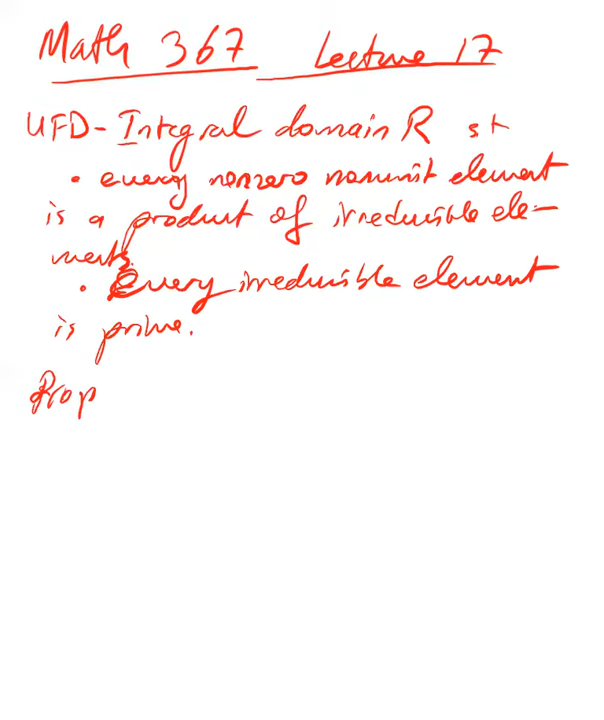 Math 367 Lecture 17
UFD - Integral domain R st
• every nonzero nonunit element
is a product of irreducible ele-
ments.
• Every irreducible element
is prime.
Prop